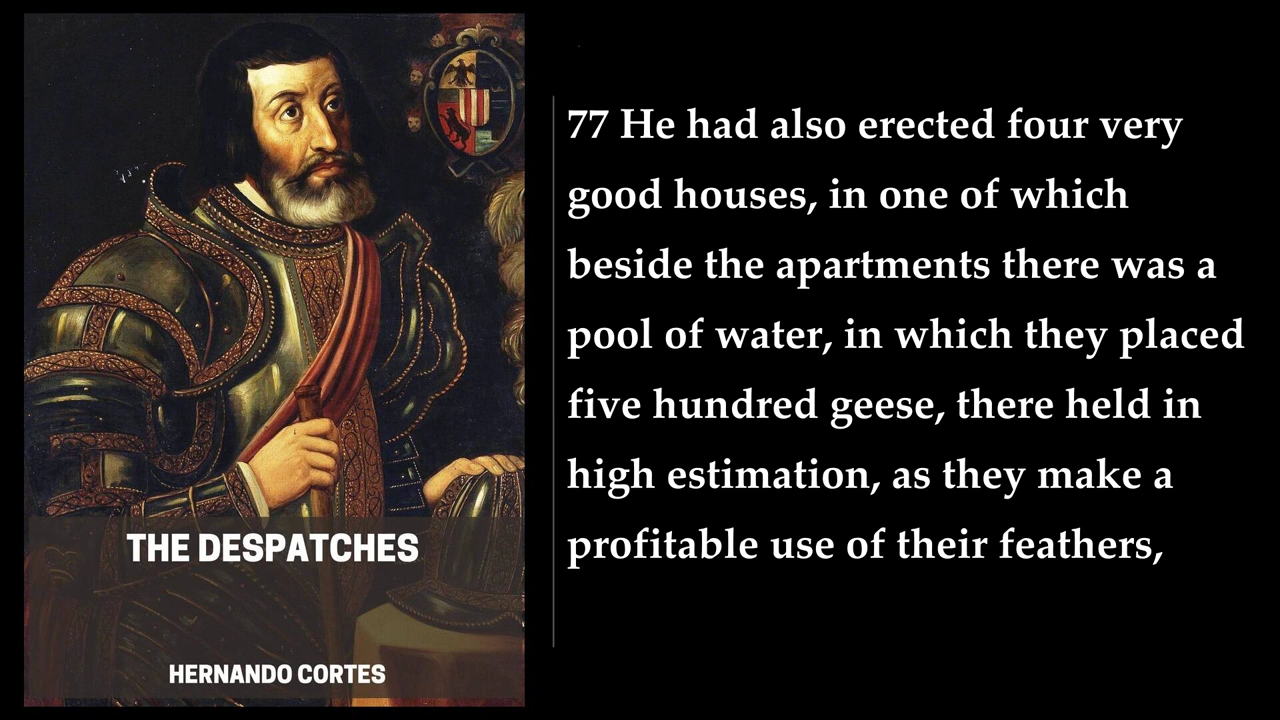 THE DESPATCHES
HERNANDO CORTES
77 He had also erected four very
good houses, in one of which
beside the apartments there was a
pool of water, in which they placed
five hundred geese, there held in
high estimation, as they make a
profitable use of their feathers,